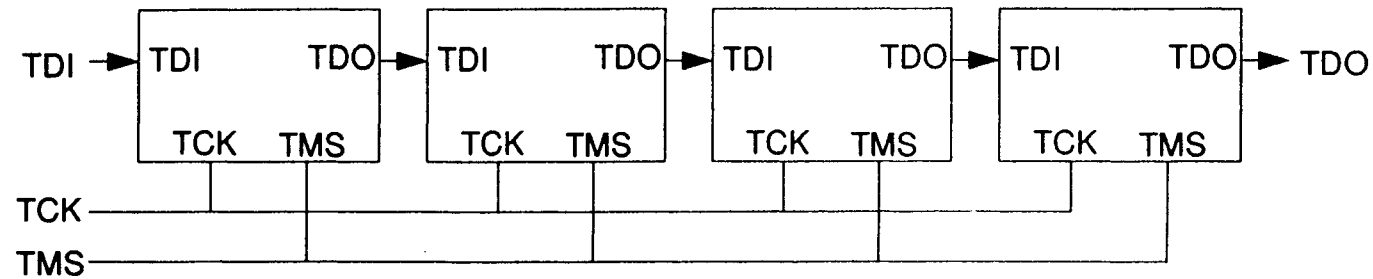 TDI TDI TDO TDI TDO TDI TDO TDI TDO TDO
TCK TMS TCK TMS TCK TMS TCK TMS
TCK
TMS